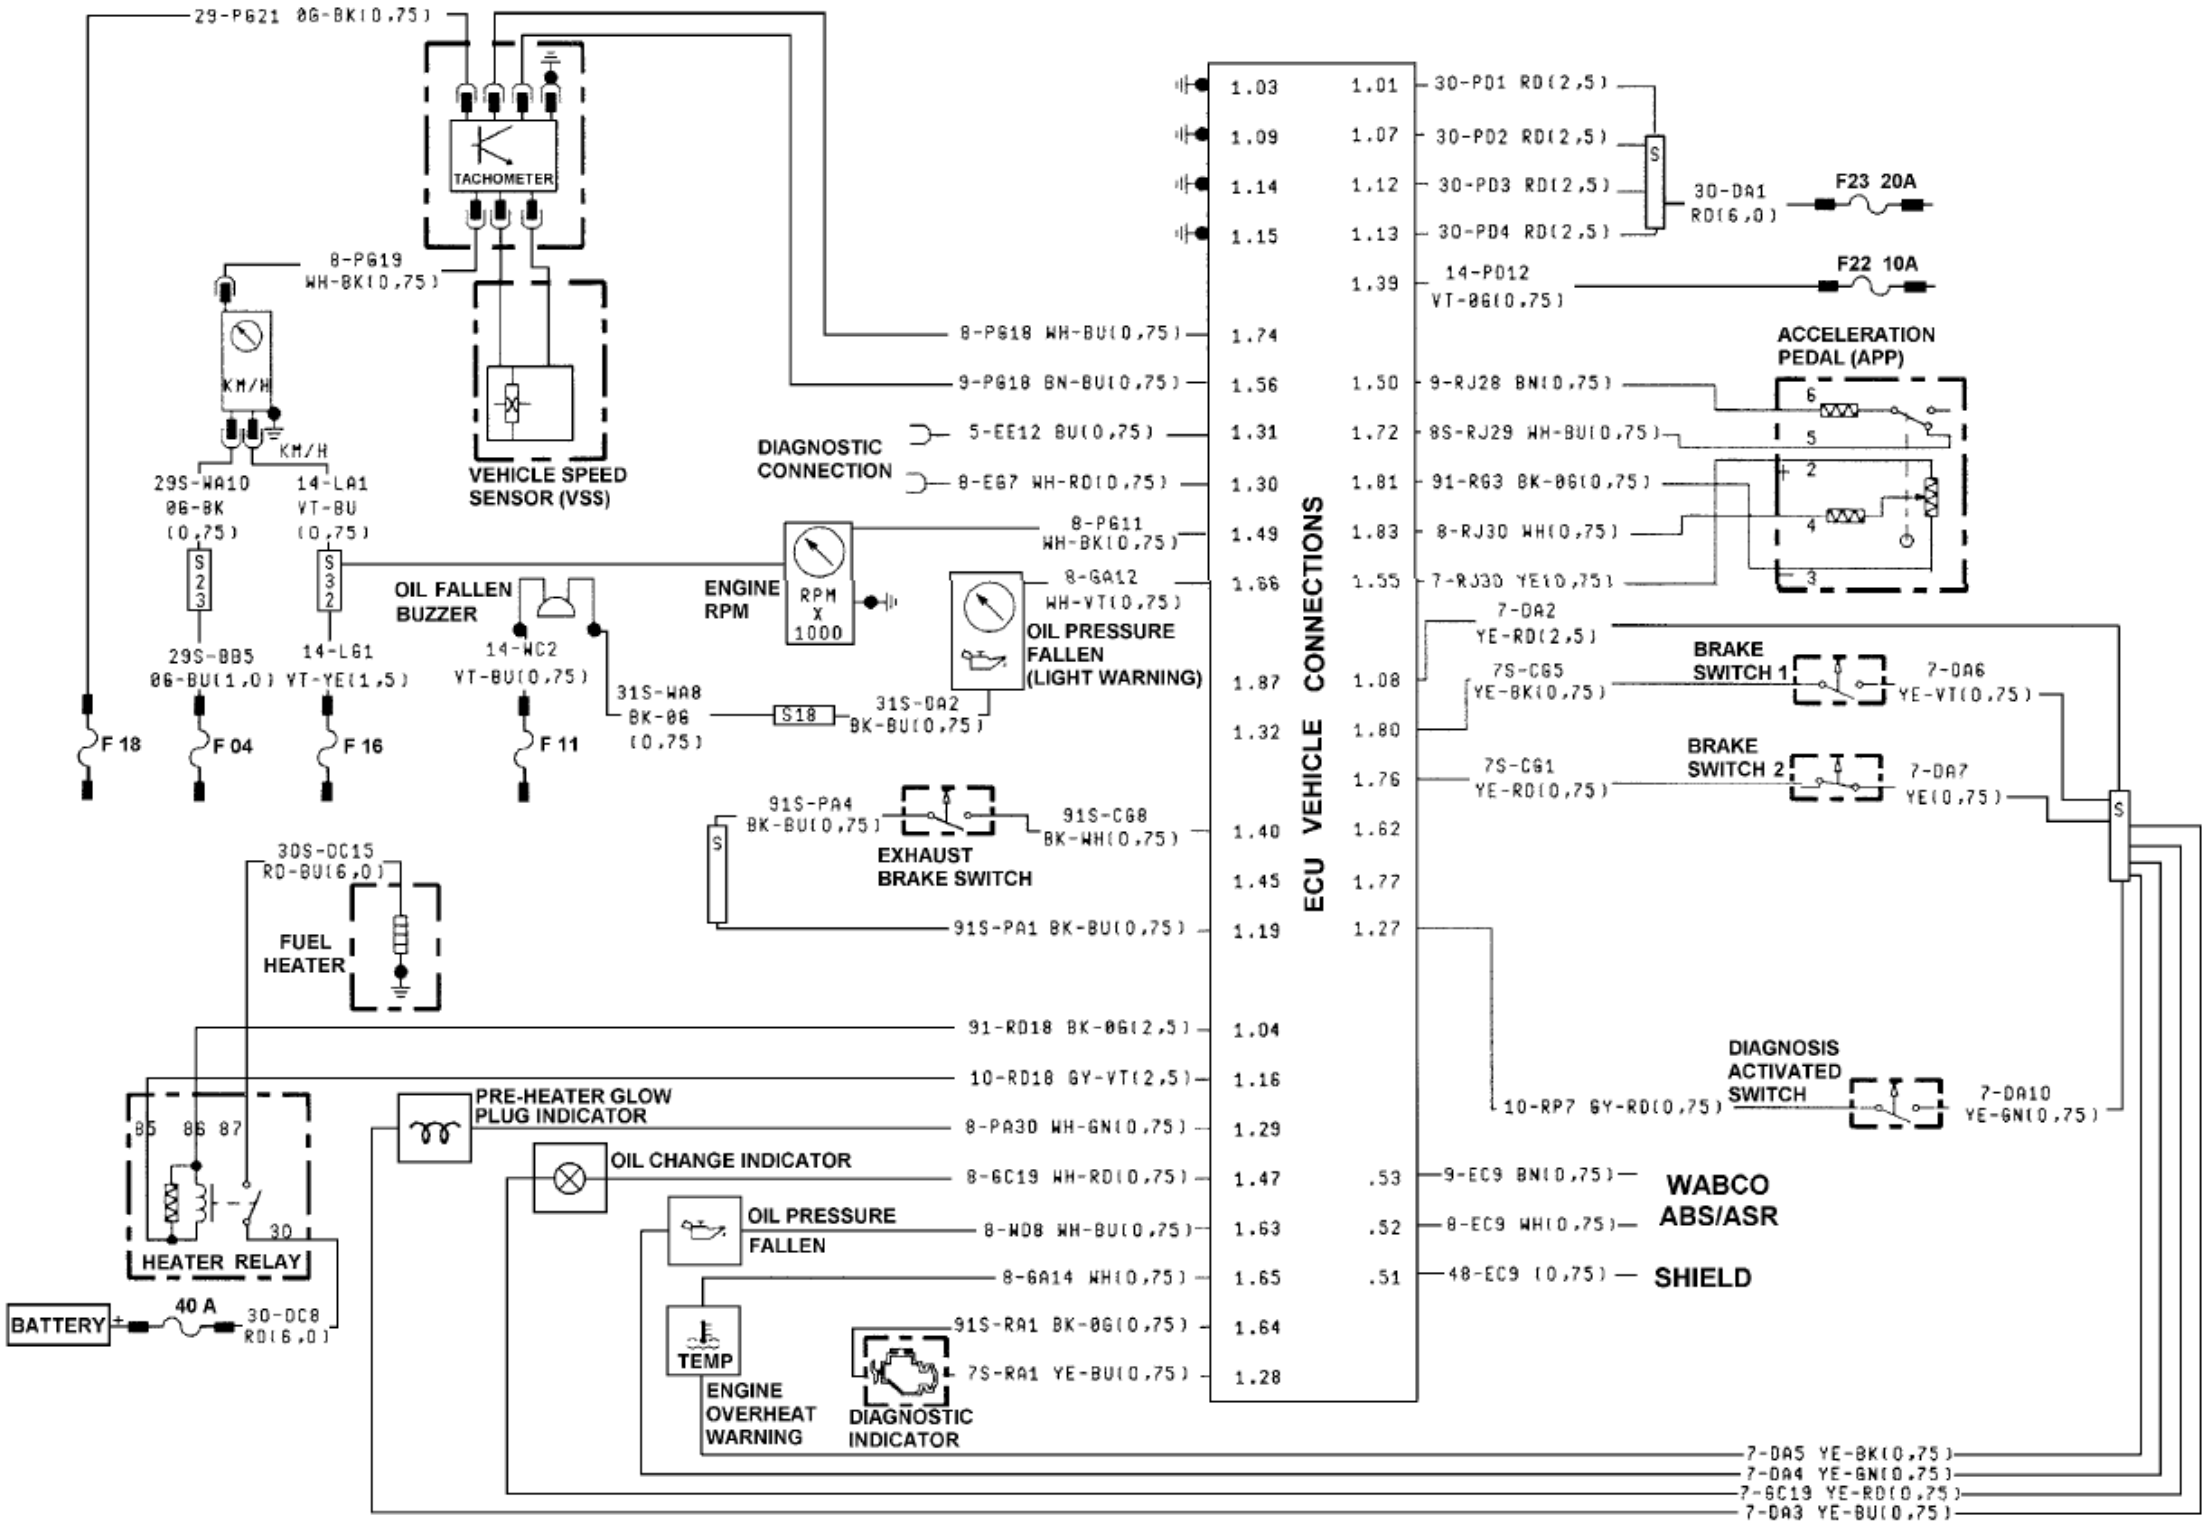 29-PG21 0G-BK(0,75)
TACHOMETER
8-PG19
WH-BK(0,75)
KM/H
KM/H
VEHICLE SPEED
SENSOR (VSS)
29S-WA10
0G-BK
(0,75)
14-LA1
VT-BU
(0,75)
S23
S32
29S-BB5
0G-BU(1,0)
14-LG1
VT-YE(1,5)
F 18
F 04
F 16
OIL FALLEN
BUZZER
14-WC2
VT-BU(0,75)
F 11
31S-WA8
BK-0G
(0,75)
S18
31S-DA2
BK-BU(0,75)
ENGINE
RPM
RPM
X
1000
OIL PRESSURE
FALLEN
(LIGHT WARNING)
8-PG18 WH-BU(0,75)
9-PG18 BN-BU(0,75)
DIAGNOSTIC
CONNECTION
5-EE12 BU(0,75)
8-EG7 WH-RD(0,75)
8-PG11
WH-BK(0,75)
8-GA12
WH-VT(0,75)
91S-PA4
BK-BU(0,75)
91S-CG8
BK-WH(0,75)
S
EXHAUST
BRAKE SWITCH
91S-PA1 BK-BU(0,75)
30S-DC15
RD-BU(6,0)
FUEL
HEATER
91-RD18 BK-0G(2,5)
10-RD18 GY-VT(2,5)
85 86 87
30
HEATER RELAY
BATTERY
+
40 A
30-DC8
RD(6,0)
PRE-HEATER GLOW
PLUG INDICATOR
8-PA30 WH-GN(0,75)
OIL CHANGE INDICATOR
8-GC19 WH-RD(0,75)
OIL PRESSURE
FALLEN
8-WD8 WH-BU(0,75)
8-GA14 WH(0,75)
TEMP
ENGINE
OVERHEAT
WARNING
91S-RA1 BK-0G(0,75)
7S-RA1 YE-BU(0,75)
DIAGNOSTIC
INDICATOR
1.03
1.09
1.14
1.15
1.74
1.56
1.31
1.30
1.49
1.66
1.87
1.32
1.40
1.45
1.19
1.04
1.16
1.29
1.47
1.63
1.65
1.64
1.28
ECU VEHICLE CONNECTIONS
1.01
1.07
1.12
1.13
1.39
1.50
1.72
1.81
1.83
1.55
1.08
1.80
1.76
1.62
1.77
1.27
.53
.52
.51
30-PD1 RD(2,5)
30-PD2 RD(2,5)
30-PD3 RD(2,5)
30-PD4 RD(2,5)
S
30-DA1
RD(6,0)
F23 20A
14-PD12
VT-0G(0,75)
F22 10A
ACCELERATION
PEDAL (APP)
9-RJ28 BN(0,75)
8S-RJ29 WH-BU(0,75)
91-RG3 BK-0G(0,75)
8-RJ30 WH(0,75)
7-RJ30 YE(0,75)
6
5
+ 2
4
- 3
7-DA2
YE-RD(2,5)
7S-CG5
YE-BK(0,75)
BRAKE
SWITCH 1
7-DA6
YE-VT(0,75)
7S-CG1
YE-RD(0,75)
BRAKE
SWITCH 2
7-DA7
YE(0,75)
S
DIAGNOSIS
ACTIVATED
SWITCH
10-RP7 GY-RD(0,75)
7-DA10
YE-GN(0,75)
9-EC9 BN(0,75)
8-EC9 WH(0,75)
WABCO
ABS/ASR
48-EC9 (0,75)
SHIELD
7-DA5 YE-BK(0,75)
7-DA4 YE-GN(0,75)
7-GC19 YE-RD(0,75)
7-DA3 YE-BU(0,75)